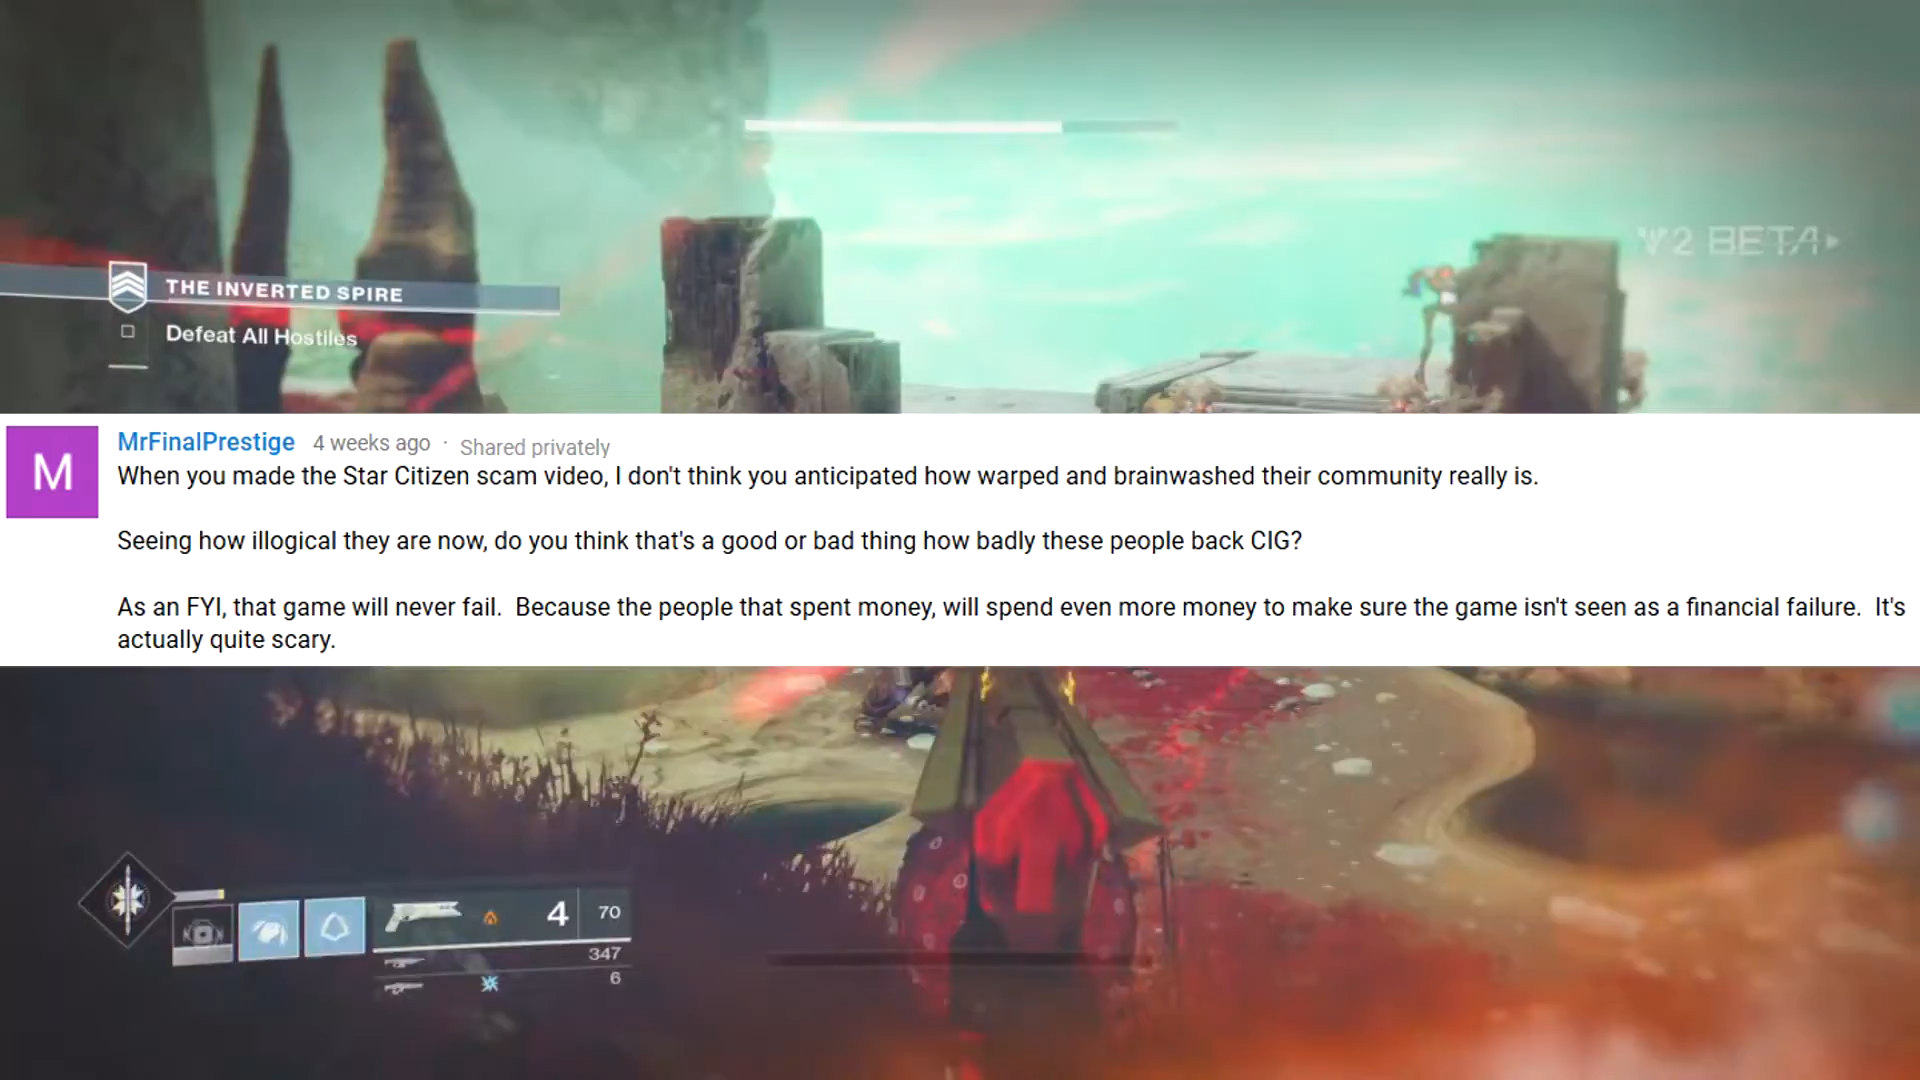 V2 BETA
THE INVERTED SPIRE
Defeat All Hostiles
M
MrFinalPrestige 4 weeks ago · Shared privately
When you made the Star Citizen scam video, I don't think you anticipated how warped and brainwashed their community really is.
Seeing how illogical they are now, do you think that's a good or bad thing how badly these people back CIG?
As an FYI, that game will never fail.  Because the people that spent money, will spend even more money to make sure the game isn't seen as a financial failure.  It's
actually quite scary.
4 70
347
6